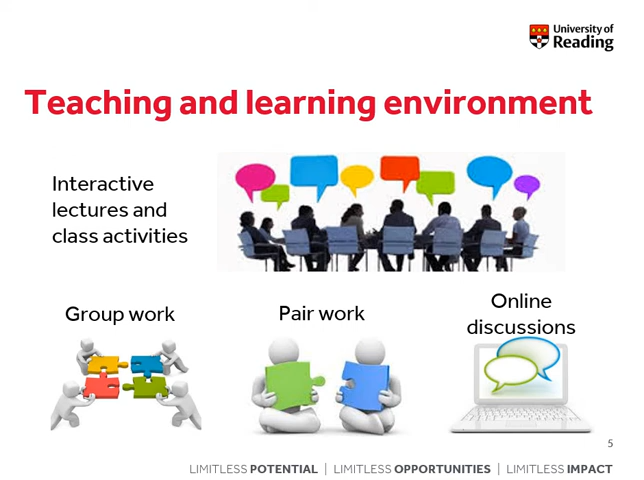 University of
Reading
Teaching and learning environment
Interactive
lectures and
class activities
Group work
Pair work
Online
discussions
5
LIMITLESS POTENTIAL | LIMITLESS OPPORTUNITIES | LIMITLESS IMPACT